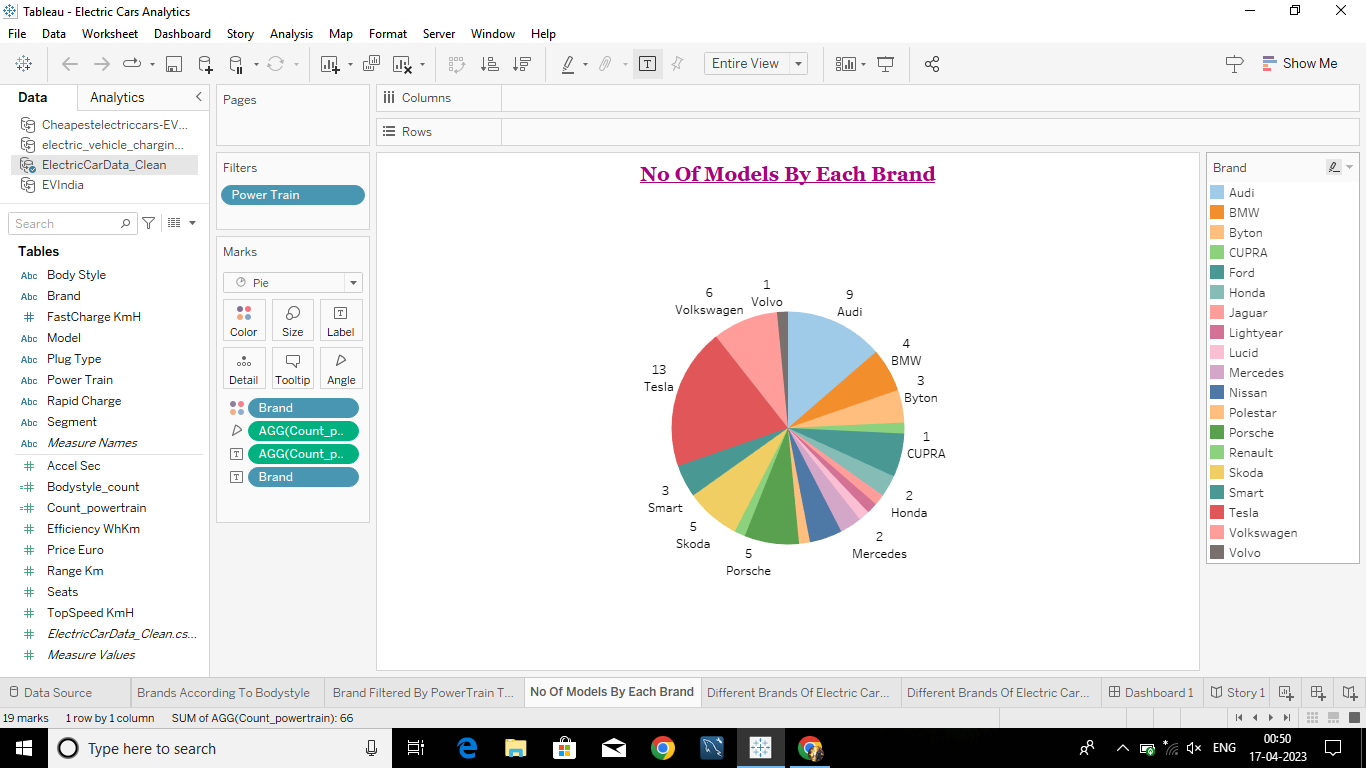 Tableau - Electric Cars Analytics
File Data Worksheet Dashboard Story Analysis Map Format Server Window Help
Entire View
Show Me
Data Analytics
Cheapestelectriccars-EV...
electric_vehicle_chargin...
ElectricCarData_Clean
EVIndia
Search
Tables
Abc Body Style
Abc Brand
# FastCharge KmH
Abc Model
Abc Plug Type
Abc Power Train
Abc Rapid Charge
Abc Segment
Abc Measure Names
# Accel Sec
=# Bodystyle_count
=# Count_powertrain
# Efficiency WhKm
# Price Euro
# Range Km
# Seats
# TopSpeed KmH
# ElectricCarData_Clean.cs...
# Measure Values
Pages
Filters
Power Train
Marks
Pie
Color Size Label
Detail Tooltip Angle
Brand
AGG(Count_p..
AGG(Count_p..
Brand
Columns
Rows
No Of Models By Each Brand
9
Audi
4
BMW
3
Byton
1
CUPRA
2
Honda
2
Mercedes
5
Porsche
5
Skoda
3
Smart
13
Tesla
6
Volkswagen
1
Volvo
Brand
Audi
BMW
Byton
CUPRA
Ford
Honda
Jaguar
Lightyear
Lucid
Mercedes
Nissan
Polestar
Porsche
Renault
Skoda
Smart
Tesla
Volkswagen
Volvo
Data Source Brands According To Bodystyle Brand Filtered By PowerTrain T... No Of Models By Each Brand Different Brands Of Electric Car... Different Brands Of Electric Car... Dashboard 1 Story 1
19 marks 1 row by 1 column SUM of AGG(Count_powertrain): 66
Type here to search
ENG
00:50
17-04-2023